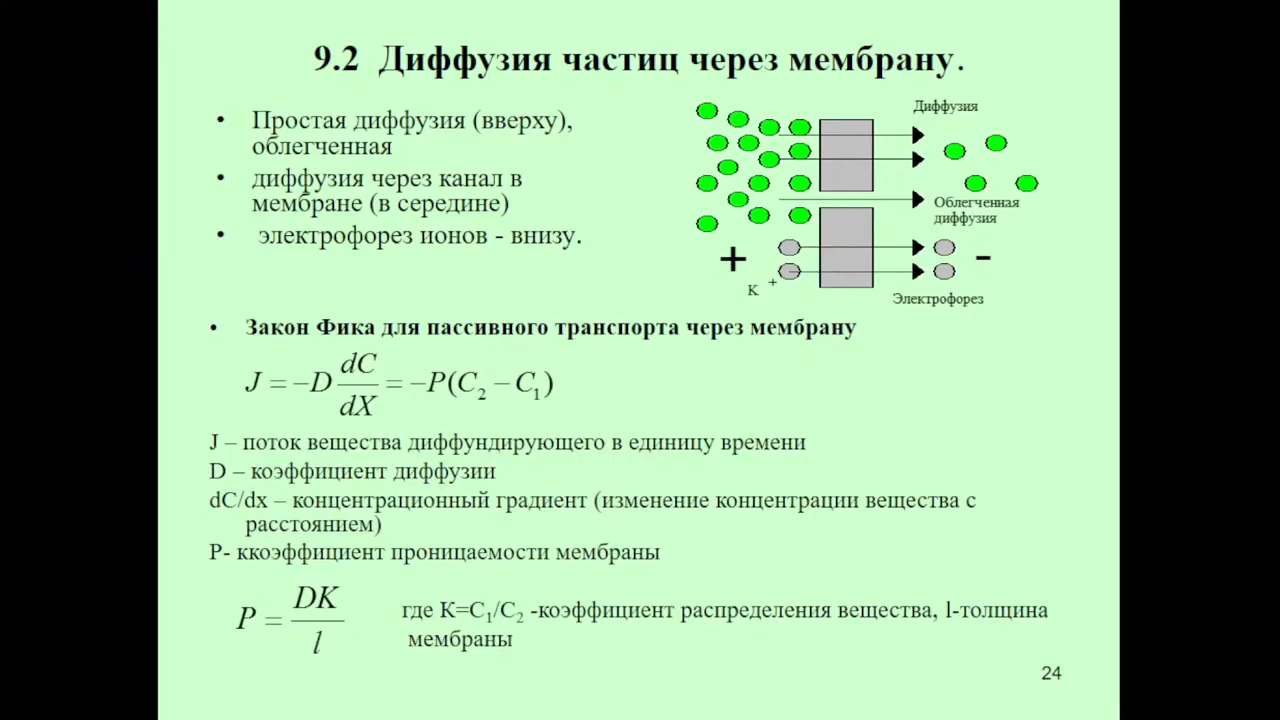 9.2 Диффузия частиц через мембрану.
• Простая диффузия (вверху),
облегченная
• диффузия через канал в
мембране (в середине)
• электрофорез ионов - внизу.
Диффузия
Облегченная
диффузия
+
-
K +
Электрофорез
• Закон Фика для пассивного транспорта через мембрану
J = –D dC/dX = –P(C₂ – C₁)
J – поток вещества диффундирующего в единицу времени
D – коэффициент диффузии
dC/dx – концентрационный градиент (изменение концентрации вещества с
расстоянием)
P- ккоэффициент проницаемости мембраны
P = DK/l
где K=C₁/C₂ -коэффициент распределения вещества, l-толщина
мембраны
24